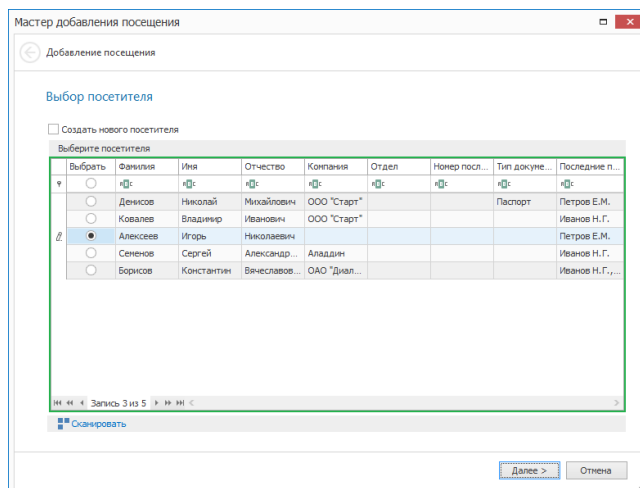 Мастер добавления посещения
Добавление посещения
Выбор посетителя
Создать нового посетителя
Выберите посетителя
Выбрать Фамилия Имя Отчество Компания Отдел Номер посл... Тип докуме... Последние п...
Денисов Николай Михайлович ООО "Старт" Паспорт Петров Е.М.
Ковалев Владимир Иванович ООО "Старт" Иванов Н.Г.
Алексеев Игорь Николаевич Петров Е.М.
Семенов Сергей Александр... Аладдин Иванов Н.Г.
Борисов Константин Вячеславов... ОАО "Диал... Иванов Н.Г.,...
Запись 3 из 5
Сканировать
Далее > Отмена